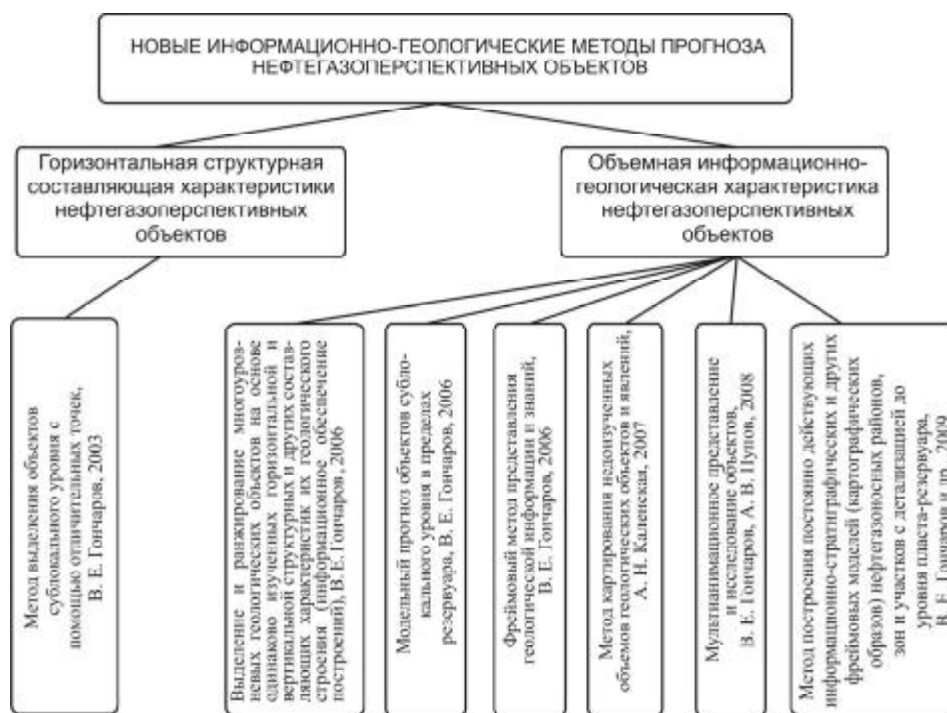 НОВЫЕ ИНФОРМАЦИОННО-ГЕОЛОГИЧЕСКИЕ МЕТОДЫ ПРОГНОЗА
НЕФТЕГАЗОПЕРСПЕКТИВНЫХ ОБЪЕКТОВ
Горизонтальная структурная
составляющая характеристики
нефтегазоперспективных
объектов
Объемная информационно-
геологическая характеристика
нефтегазоперспективных
объектов
Метод выделения объектов
сублокального уровня с
помощью отличительных точек,
В. Е. Гончаров, 2003
Выделение и ранжирование многоуров-
невых геологических объектов на основе
одинаково изученных горизонтальной и
вертикальной структурных и других состав-
ляющих характеристик их геологического
строения (информационное обеспечение
построений), В. Е. Гончаров, 2006
Модельный прогноз объектов субло-
кального уровня в пределах
резервуара, В. Е. Гончаров, 2006
Фреймовый метод представления
геологической информации и знаний,
В. Е. Гончаров, 2006
Метод картирования недоизученных
объемов геологических объектов и явлений,
А. Н. Каленская, 2007
Мультианимационное представление
и исследование объектов,
В. Е. Гончаров, А. В. Пупов, 2008
Метод построения постоянно действующих
информационно-стратиграфических и других
фреймовых моделей (картографических
образов) нефтегазоносных районов,
зон и участков с детализацией до
уровня пласта-резервуара,
В. Е. Гончаров и др., 2009